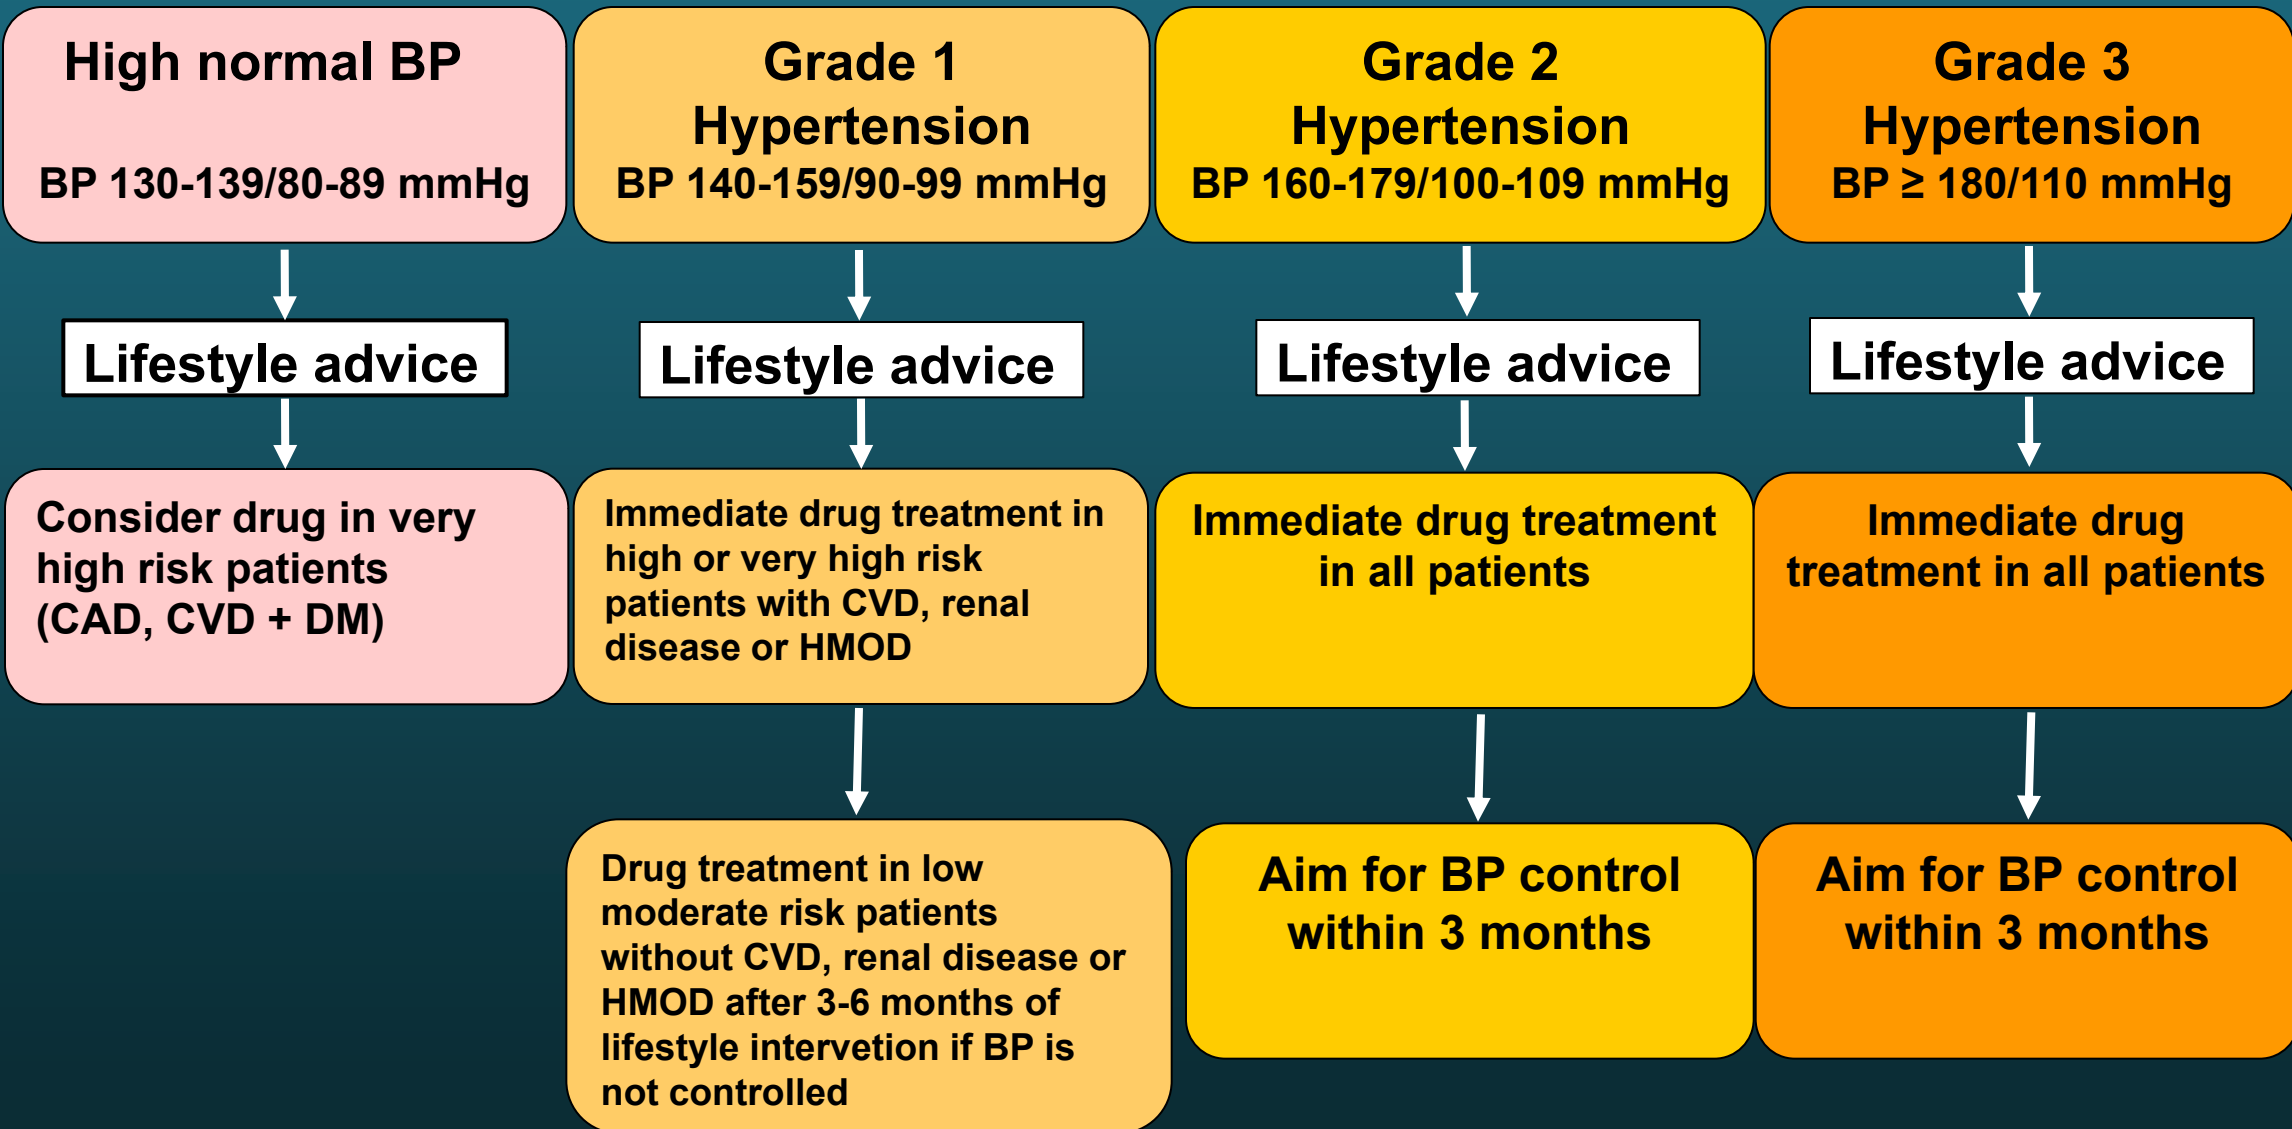 High normal BP
BP 130-139/80-89 mmHg
Grade 1
Hypertension
BP 140-159/90-99 mmHg
Grade 2
Hypertension
BP 160-179/100-109 mmHg
Grade 3
Hypertension
BP ≥ 180/110 mmHg
Lifestyle advice
Lifestyle advice
Lifestyle advice
Lifestyle advice
Consider drug in very
high risk patients
(CAD, CVD + DM)
Immediate drug treatment in
high or very high risk
patients with CVD, renal
disease or HMOD
Immediate drug treatment
in all patients
Immediate drug
treatment in all patients
Drug treatment in low
moderate risk patients
without CVD, renal disease or
HMOD after 3-6 months of
lifestyle intervetion if BP is
not controlled
Aim for BP control
within 3 months
Aim for BP control
within 3 months